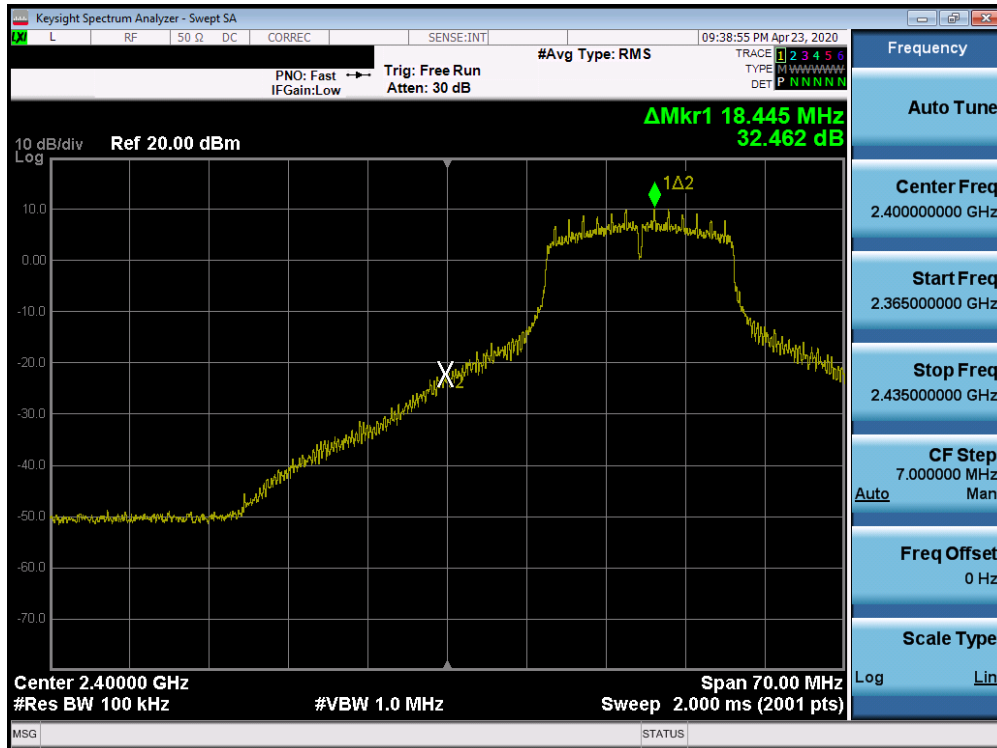 Keysight Spectrum Analyzer - Swept SA
LXI L RF 50 Ω DC CORREC SENSE:INT 09:38:55 PM Apr 23, 2020
PNO: Fast Trig: Free Run #Avg Type: RMS TRACE 1 2 3 4 5 6
IFGain:Low Atten: 30 dB TYPE M WWWWW
DET P N N N N N
ΔMkr1 18.445 MHz
32.462 dB
10 dB/div Ref 20.00 dBm
Log
1Δ2
10.0
0.00
-10.0
-20.0
X2
-30.0
-40.0
-50.0
-60.0
-70.0
Center 2.40000 GHz Span 70.00 MHz
#Res BW 100 kHz #VBW 1.0 MHz Sweep 2.000 ms (2001 pts)
MSG STATUS
Frequency
Auto Tune
Center Freq
2.400000000 GHz
Start Freq
2.365000000 GHz
Stop Freq
2.435000000 GHz
CF Step
7.000000 MHz
Auto Man
Freq Offset
0 Hz
Scale Type
Log Lin